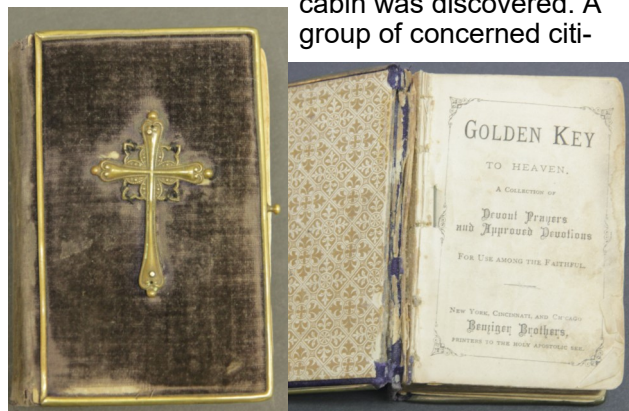 cabin was discovered. A
group of concerned citi-
GOLDEN KEY
TO HEAVEN,
A COLLECTION OF
Devout Prayers
and Approved Devotions
FOR USE AMONG THE FAITHFUL.
NEW YORK, CINCINNATI, AND CHICAGO
Benziger Brothers,
PRINTERS TO THE HOLY APOSTOLIC SEE.